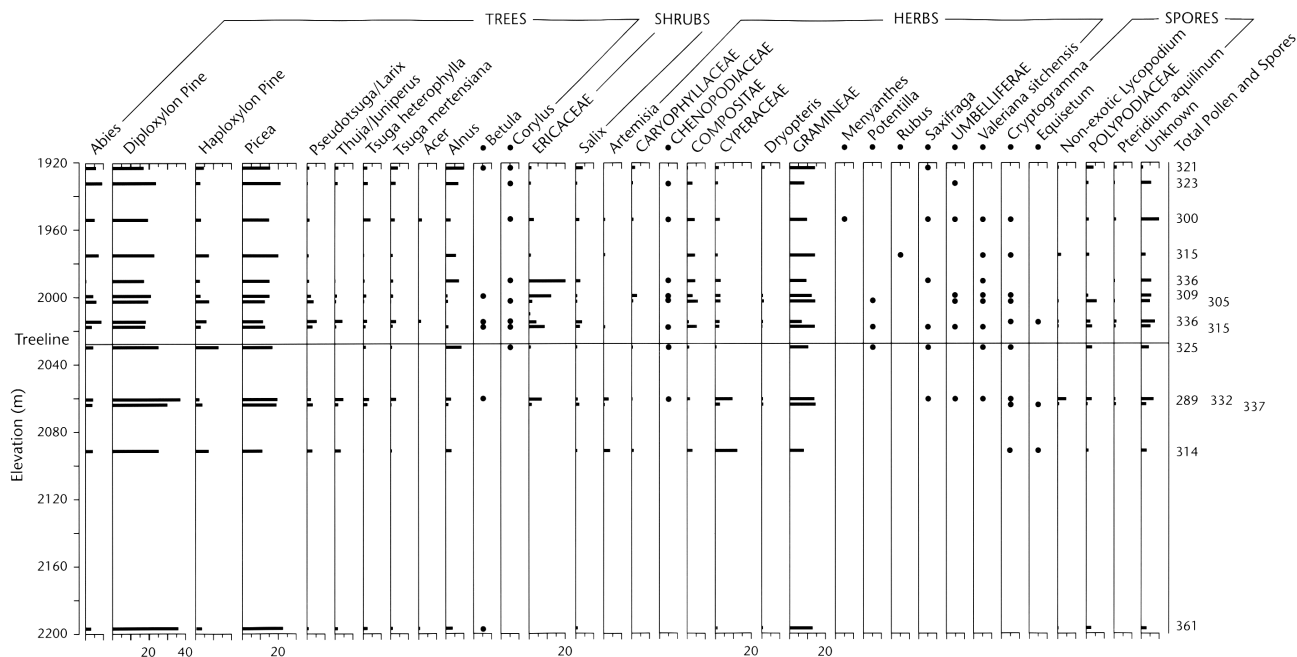 TREES SHRUBS HERBS SPORES
Abies
Diploxylon Pine
Haploxylon Pine
Picea
Pseudotsuga/Larix
Thuja/Juniperus
Tsuga heterophylla
Tsuga mertensiana
Acer
Alnus
Betula
Corylus
ERICACEAE
Salix
Artemisia
CARYOPHYLLACEAE
CHENOPODIACEAE
COMPOSITAE
CYPERACEAE
Dryopteris
GRAMINEAE
Menyanthes
Potentilla
Rubus
Saxifraga
UMBELLIFERAE
Valeriana sitchensis
Cryptogramma
Equisetum
Non-exotic Lycopodium
POLYPODIACEAE
Pteridium aquilinum
Unknown
Total Pollen and Spores
Elevation (m)
1920
1960
2000
Treeline
2040
2080
2120
2160
2200
321
323
300
315
336
309
305
336
315
325
289 332 337
314
361
20 40 20 20 20 20